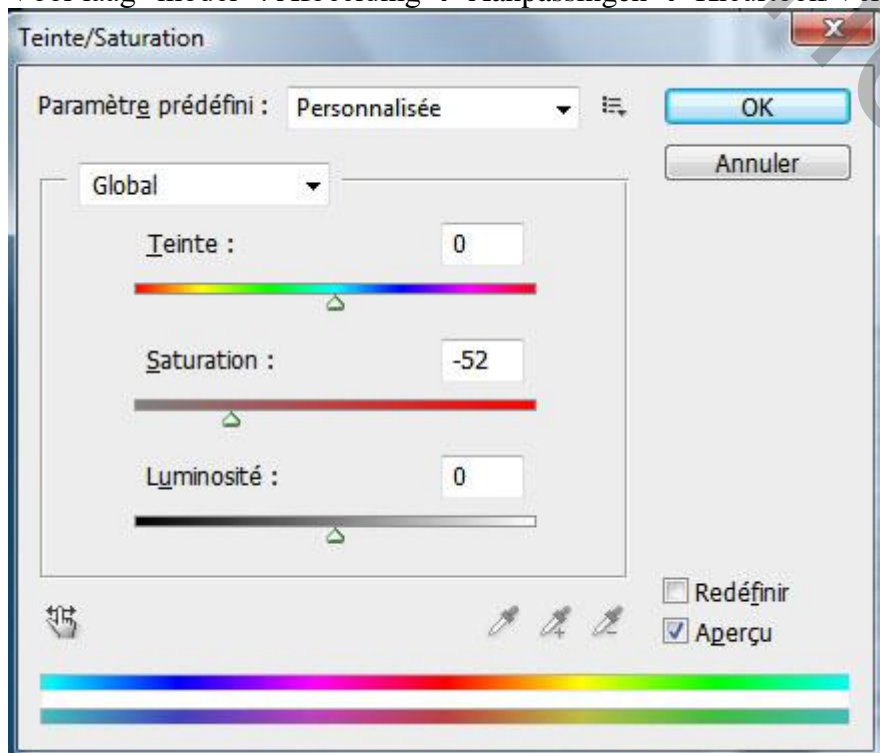 Teinte/Saturation
Paramètre prédéfini : Personnalisée
OK
Annuler
Global
Teinte : 0
Saturation : -52
Luminosité : 0
Redéfinir
Aperçu